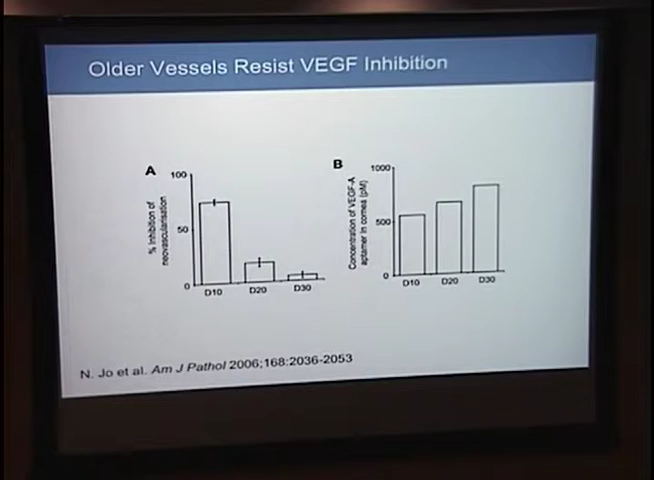 Older Vessels Resist VEGF Inhibition
A
100
50
0
% Inhibition of
neovascularisation
D10
D20
D30
B
1000
500
0
Concentration of VEGF-A
aptamer in cornea (pM)
D10
D20
D30
N. Jo et al. Am J Pathol 2006;168:2036-2053